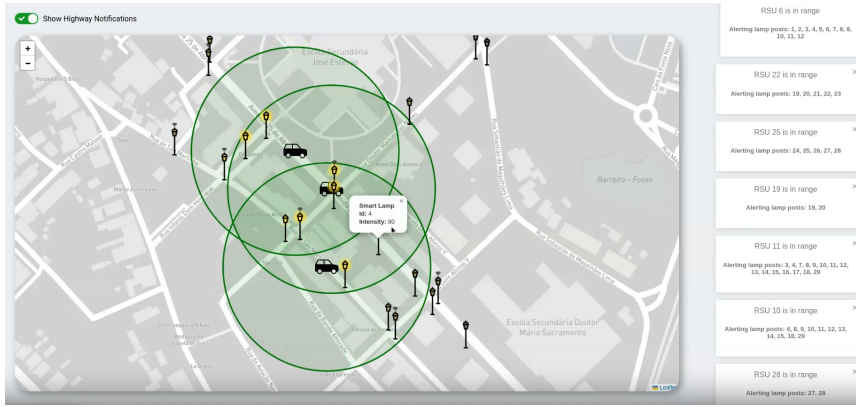 Show Highway Notifications
+
−
Escola Secundária
José Estêvão
Hotel Dom Afonso V
Barreiro – Fosso
Smart Lamp
Id: 4
Intensity: 80
×
Escola Secundária Doutor
Mário Sacramento
Leaflet
RSU 6 is in range
Alerting lamp posts: 1, 2, 3, 4, 5, 6, 7, 8, 9,
10, 11, 12
RSU 22 is in range
×
Alerting lamp posts: 19, 20, 21, 22, 23
RSU 25 is in range
×
Alerting lamp posts: 24, 25, 26, 27, 28
RSU 19 is in range
×
Alerting lamp posts: 19, 20
RSU 11 is in range
×
Alerting lamp posts: 3, 4, 7, 8, 9, 10, 11, 12,
13, 14, 15, 16, 17, 18, 29
RSU 10 is in range
×
Alerting lamp posts: 4, 8, 9, 10, 11, 12, 13,
14, 15, 18, 29
RSU 28 is in range
×
Alerting lamp posts: 27, 28